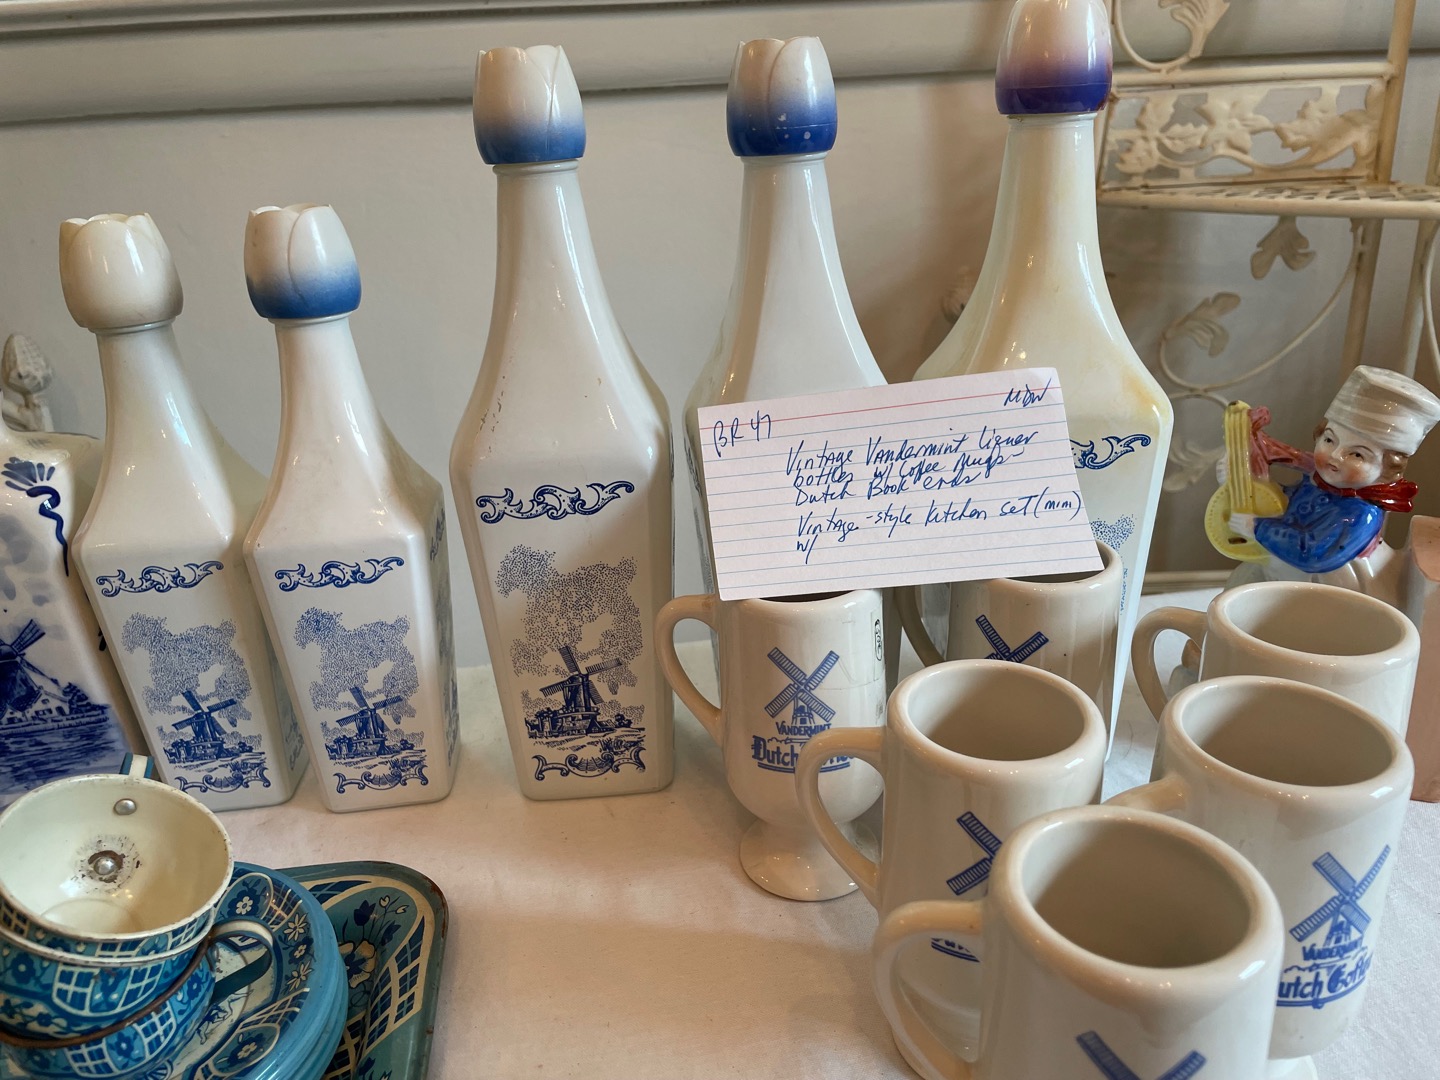 BR 47
MDW
Vintage Vandermint liquer
bottles w/ Coffee Mugs-
Dutch Book ends
Vintage-style kitchen set (mim)
w/
VANDERMINT
Dutch
VANDERMINT
Dutch Coffee